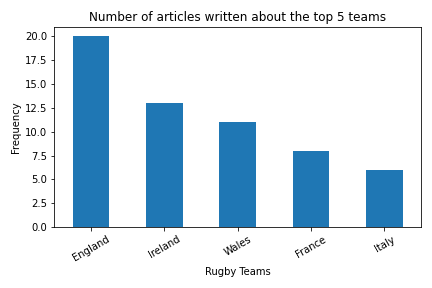 Number of articles written about the top 5 teams
20.0
17.5
15.0
12.5
10.0
7.5
5.0
2.5
0.0
Frequency
England
Ireland
Wales
France
Italy
Rugby Teams